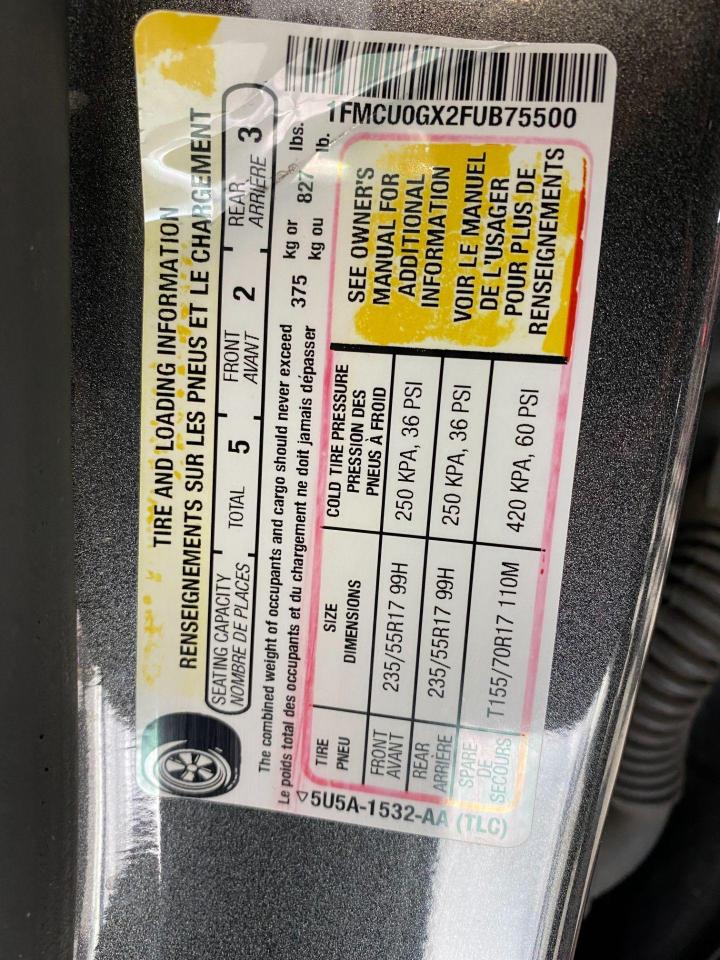 TIRE AND LOADING INFORMATION
RENSEIGNEMENTS SUR LES PNEUS ET LE CHARGEMENT
SEATING CAPACITY
NOMBRE DE PLACES
TOTAL 5
FRONT
AVANT
2
REAR
ARRIÈRE
3
The combined weight of occupants and cargo should never exceed 375 kg or 827 lbs.
Le poids total des occupants et du chargement ne doit jamais dépasser kg ou lb.
TIRE
PNEU
SIZE
DIMENSIONS
COLD TIRE PRESSURE
PRESSION DES
PNEUS À FROID
FRONT
AVANT
235/55R17 99H
250 KPA, 36 PSI
REAR
ARRIÈRE
235/55R17 99H
250 KPA, 36 PSI
SPARE
DE
SECOURS
T155/70R17 110M
420 KPA, 60 PSI
SEE OWNER'S
MANUAL FOR
ADDITIONAL
INFORMATION
VOIR LE MANUEL
DE L'USAGER
POUR PLUS DE
RENSEIGNEMENTS
5U5A-1532-AA (TLC)
1FMCU0GX2FUB75500